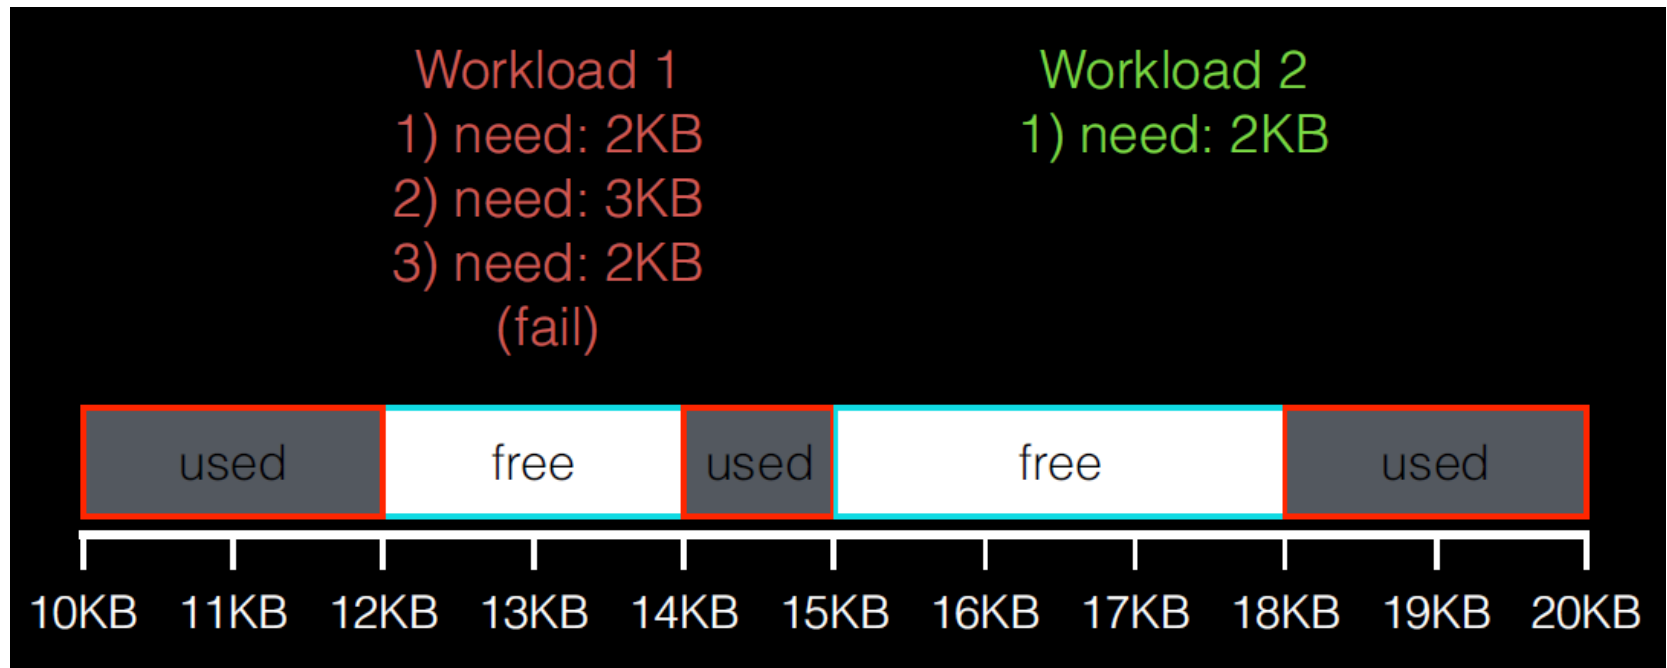 Workload 1
1) need: 2KB
2) need: 3KB
3) need: 2KB
(fail)
Workload 2
1) need: 2KB
used free used free used
10KB 11KB 12KB 13KB 14KB 15KB 16KB 17KB 18KB 19KB 20KB